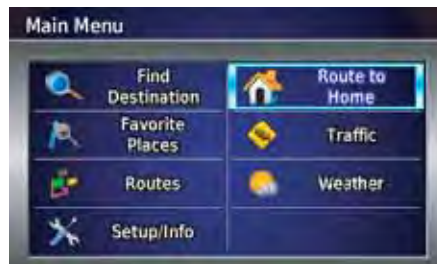 Main Menu
Find
Destination
Route to
Home
Favorite
Places
Traffic
Routes
Weather
Setup/Info